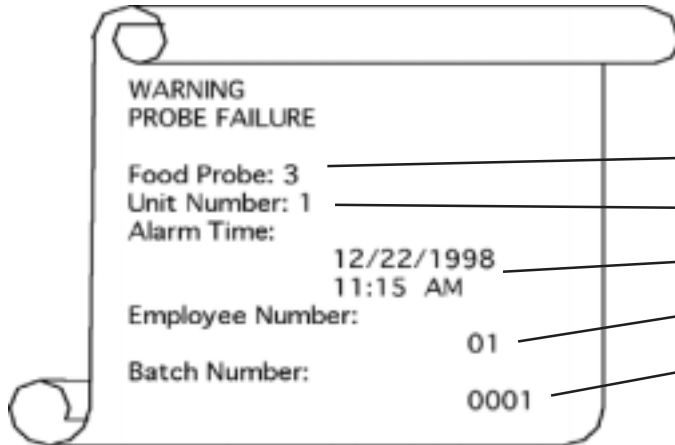 WARNING
PROBE FAILURE
Food Probe: 3
Unit Number: 1
Alarm Time:
12/22/1998
11:15 AM
Employee Number:
01
Batch Number:
0001